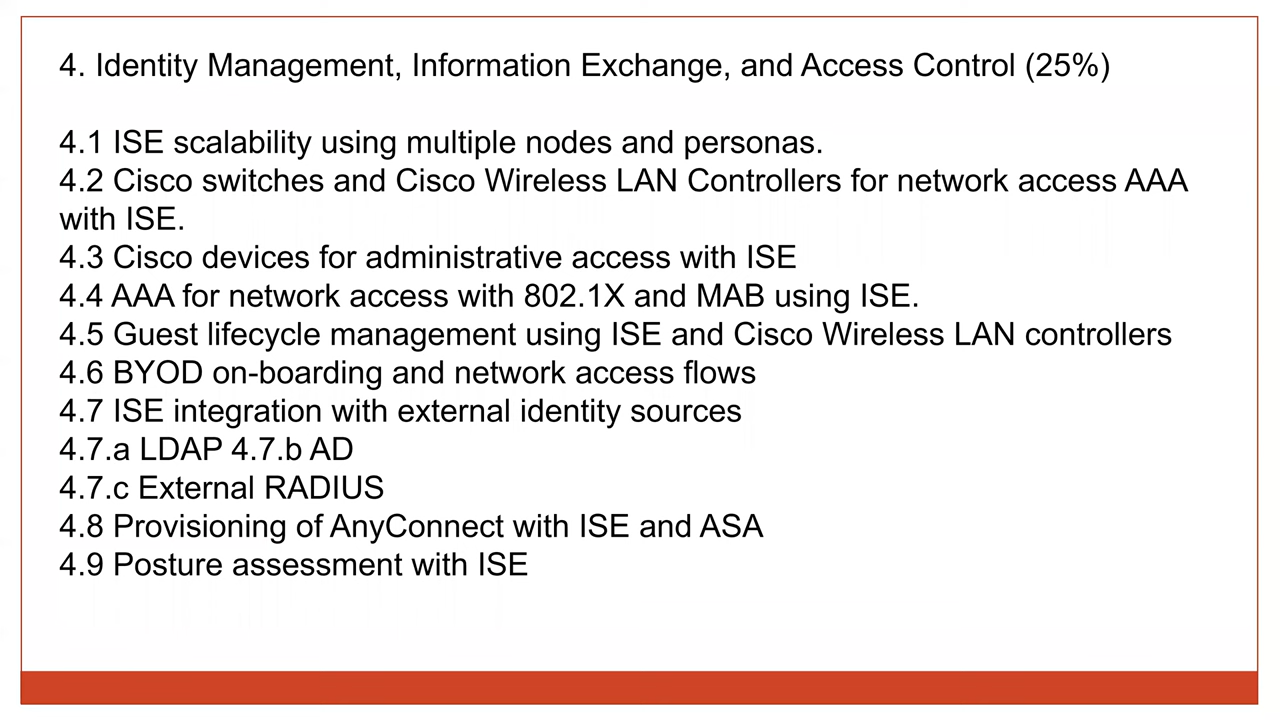 4. Identity Management, Information Exchange, and Access Control (25%)
4.1 ISE scalability using multiple nodes and personas.
4.2 Cisco switches and Cisco Wireless LAN Controllers for network access AAA
with ISE.
4.3 Cisco devices for administrative access with ISE
4.4 AAA for network access with 802.1X and MAB using ISE.
4.5 Guest lifecycle management using ISE and Cisco Wireless LAN controllers
4.6 BYOD on-boarding and network access flows
4.7 ISE integration with external identity sources
4.7.a LDAP 4.7.b AD
4.7.c External RADIUS
4.8 Provisioning of AnyConnect with ISE and ASA
4.9 Posture assessment with ISE